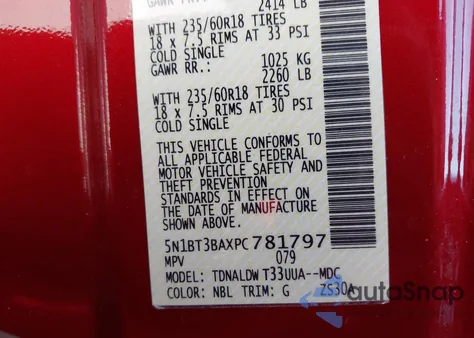 2414 LB
WITH 235/60R18 TIRES
18 x 7.5 RIMS AT 33 PSI
COLD SINGLE
GAWR RR.: 1025 KG
2260 LB
WITH 235/60R18 TIRES
18 x 7.5 RIMS AT 30 PSI
COLD SINGLE
THIS VEHICLE CONFORMS TO
ALL APPLICABLE FEDERAL
MOTOR VEHICLE SAFETY AND
THEFT PREVENTION
STANDARDS IN EFFECT ON
THE DATE OF MANUFACTURE
SHOWN ABOVE.
5N1BT3BAXPC781797
MPV 079
MODEL: TDNALDW T33UUA--MDC
COLOR: NBL TRIM: G ZS30A
autoSnap